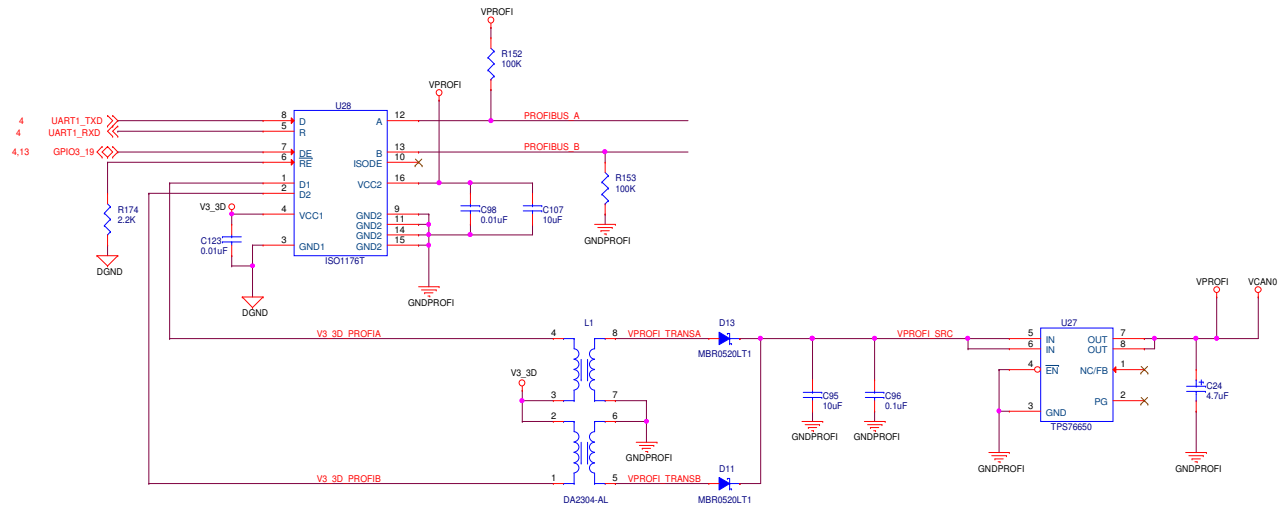 VPROFI
R152
100K
VPROFI
U28
4 UART1_TXD
8 D
A 12
PROFIBUS_A
4 UART1_RXD
5 R
4,13 GPIO3_19
7 DE
B 13
PROFIBUS_B
6 RE
ISODE 10
1 D1
2 D2
VCC2 16
R153
100K
R174
2.2K
V3_3D
4 VCC1
GND2 9
GND2 11
GND2 14
GND2 15
C98
0.01uF
C107
10uF
C123
0.01uF
3 GND1
GNDPROFI
ISO1176T
DGND
DGND
GNDPROFI
VPROFI
VCAN0
L1
D13
U27
V3_3D_PROFIA
4
8
VPROFI_TRANSA
MBR0520LT1
VPROFI_SRC
5 IN
OUT 7
6 IN
OUT 8
V3_3D
4 EN
NC/FB 1
3
7
C95
10uF
C96
0.1uF
+
C24
4.7uF
PG 2
3 GND
2
6
TPS76650
GNDPROFI
GNDPROFI
GNDPROFI
GNDPROFI
GNDPROFI
D11
V3_3D_PROFIB
1
5
VPROFI_TRANSB
DA2304-AL
MBR0520LT1